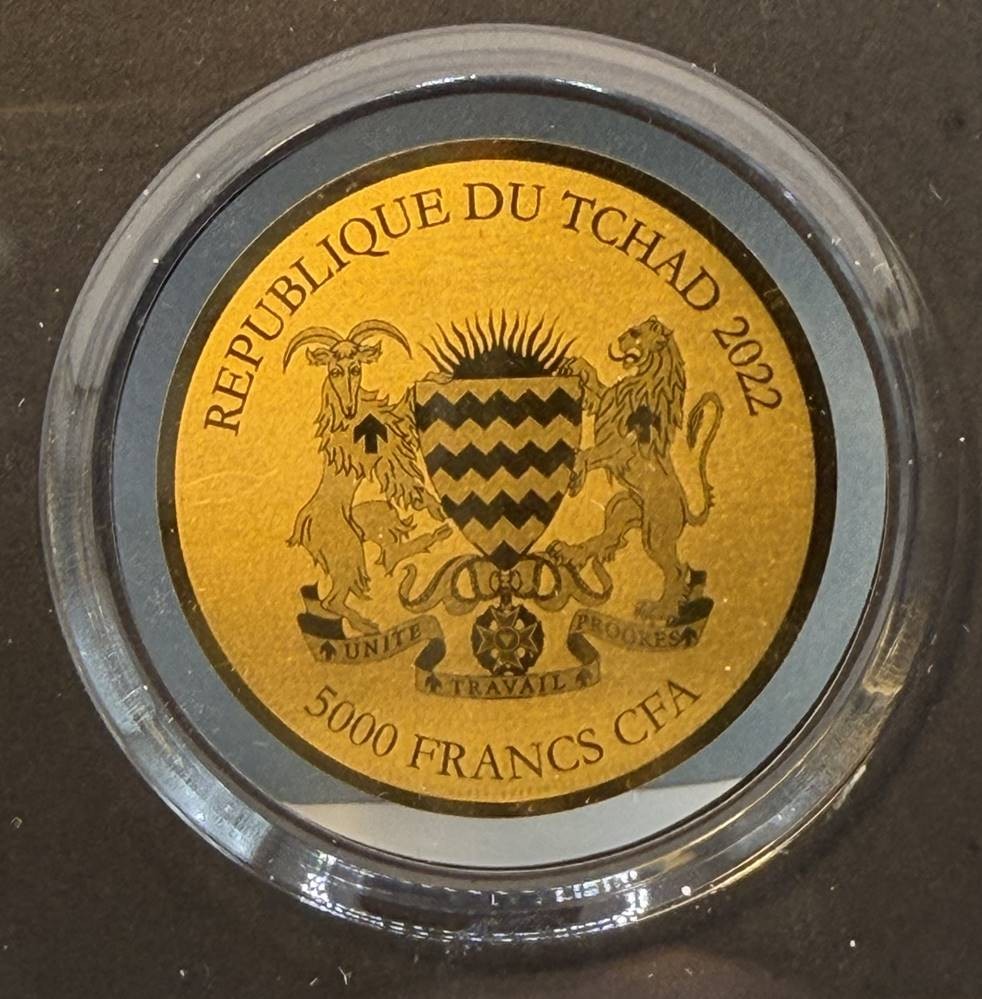 REPUBLIQUE DU TCHAD 2022
UNITE
TRAVAIL
PROGRES
5000 FRANCS CFA